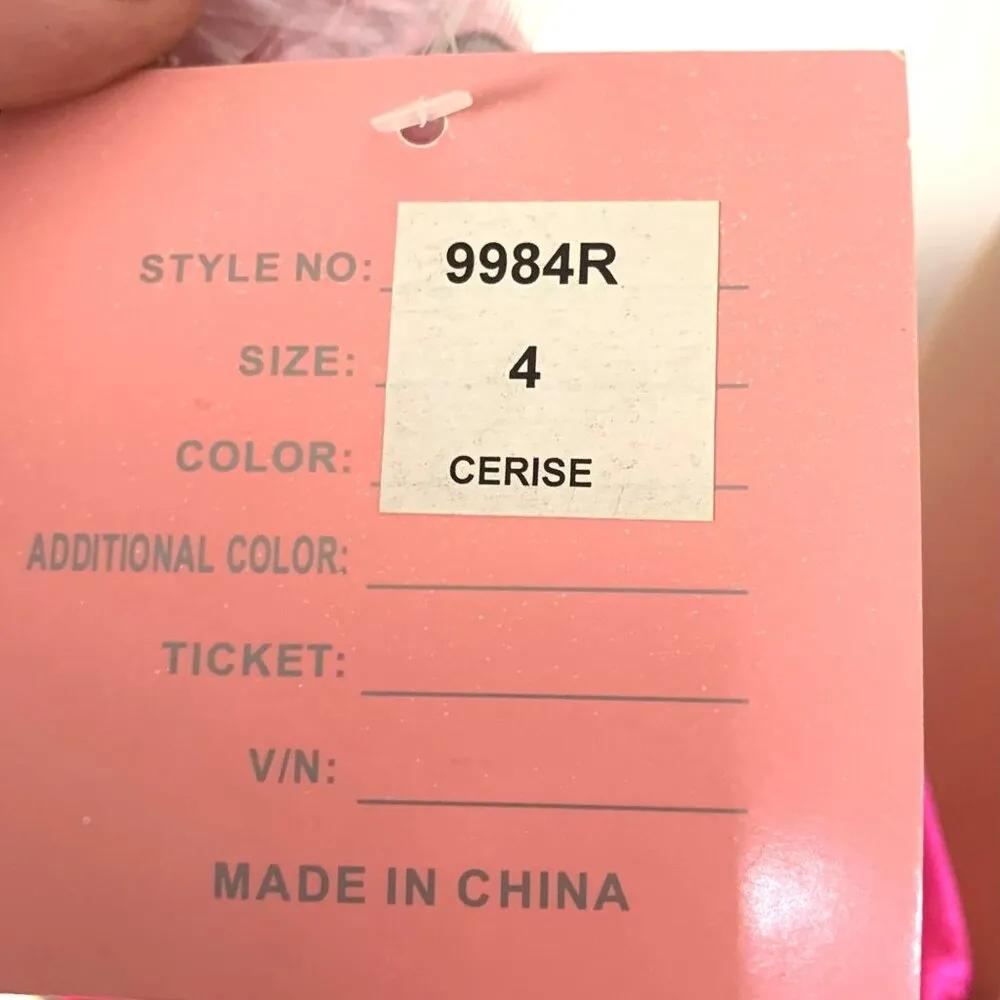 STYLE NO: 9984R
SIZE: 4
COLOR: CERISE
ADDITIONAL COLOR:
TICKET:
V/N:
MADE IN CHINA